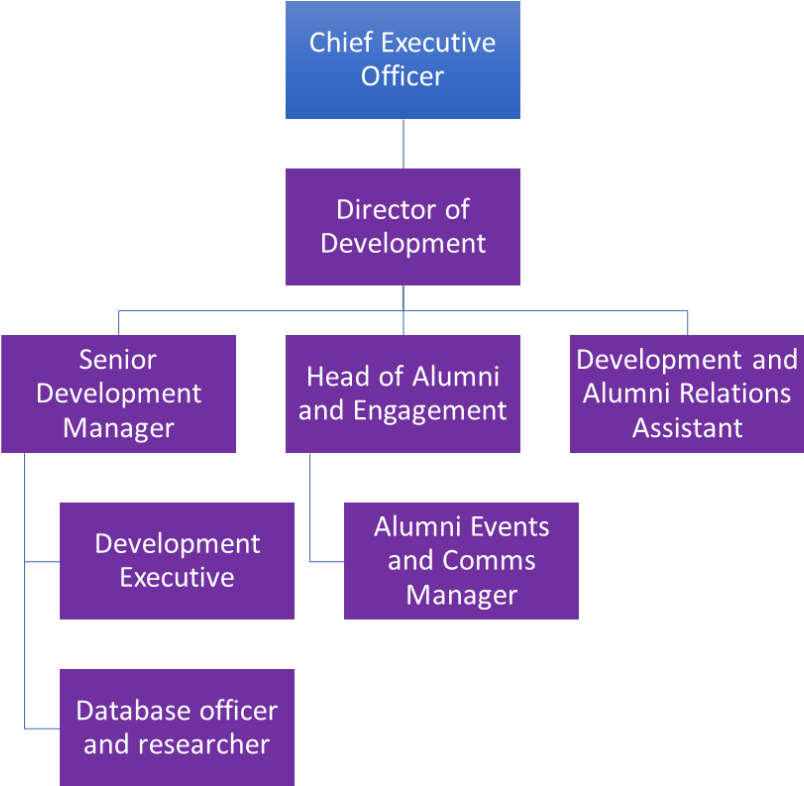 Chief Executive
Officer
Director of
Development
Senior
Development
Manager
Head of Alumni
and Engagement
Development and
Alumni Relations
Assistant
Development
Executive
Alumni Events
and Comms
Manager
Database officer
and researcher